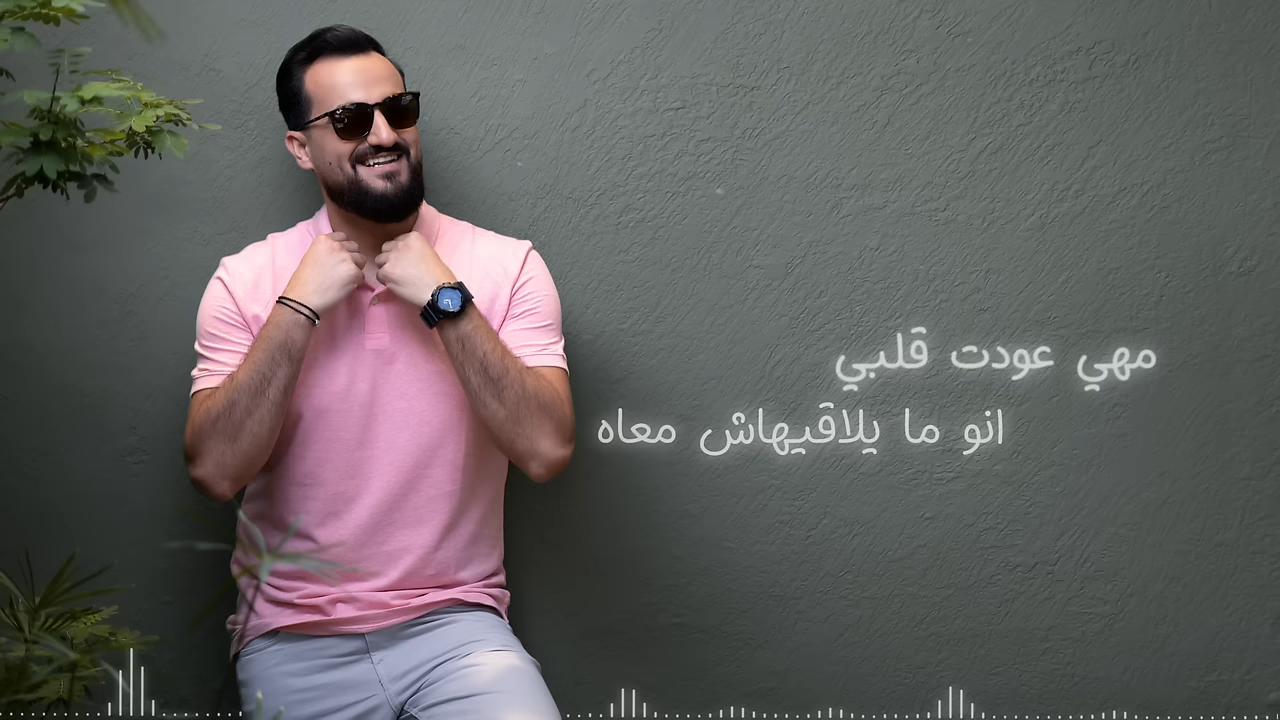 مهي عودت قلبي
انو ما يلاقيهاش معاه